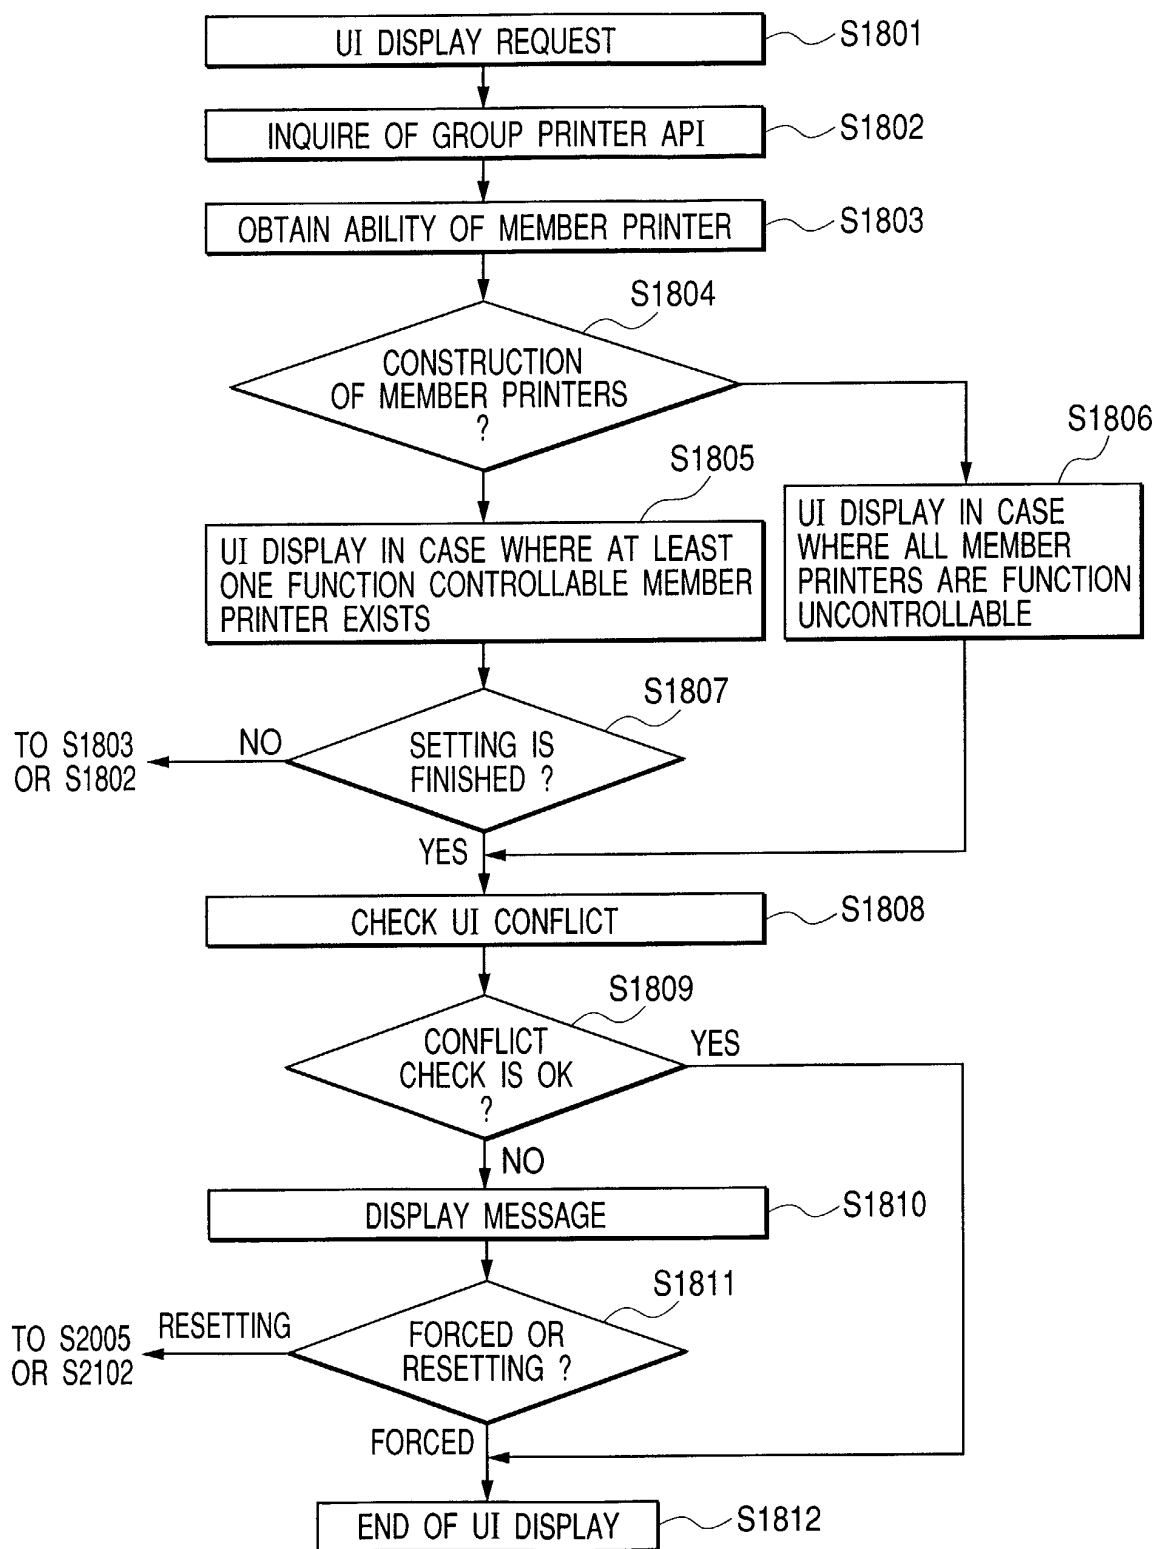 UI DISPLAY REQUEST
S1801
INQUIRE OF GROUP PRINTER API
S1802
OBTAIN ABILITY OF MEMBER PRINTER
S1803
S1804
CONSTRUCTION
OF MEMBER PRINTERS
?
S1805
UI DISPLAY IN CASE WHERE AT LEAST
ONE FUNCTION CONTROLLABLE MEMBER
PRINTER EXISTS
S1806
UI DISPLAY IN CASE
WHERE ALL MEMBER
PRINTERS ARE FUNCTION
UNCONTROLLABLE
S1807
SETTING IS
FINISHED ?
NO
TO S1803
OR S1802
YES
CHECK UI CONFLICT
S1808
S1809
CONFLICT
CHECK IS OK
?
YES
NO
DISPLAY MESSAGE
S1810
S1811
FORCED OR
RESETTING ?
RESETTING
TO S2005
OR S2102
FORCED
END OF UI DISPLAY
S1812